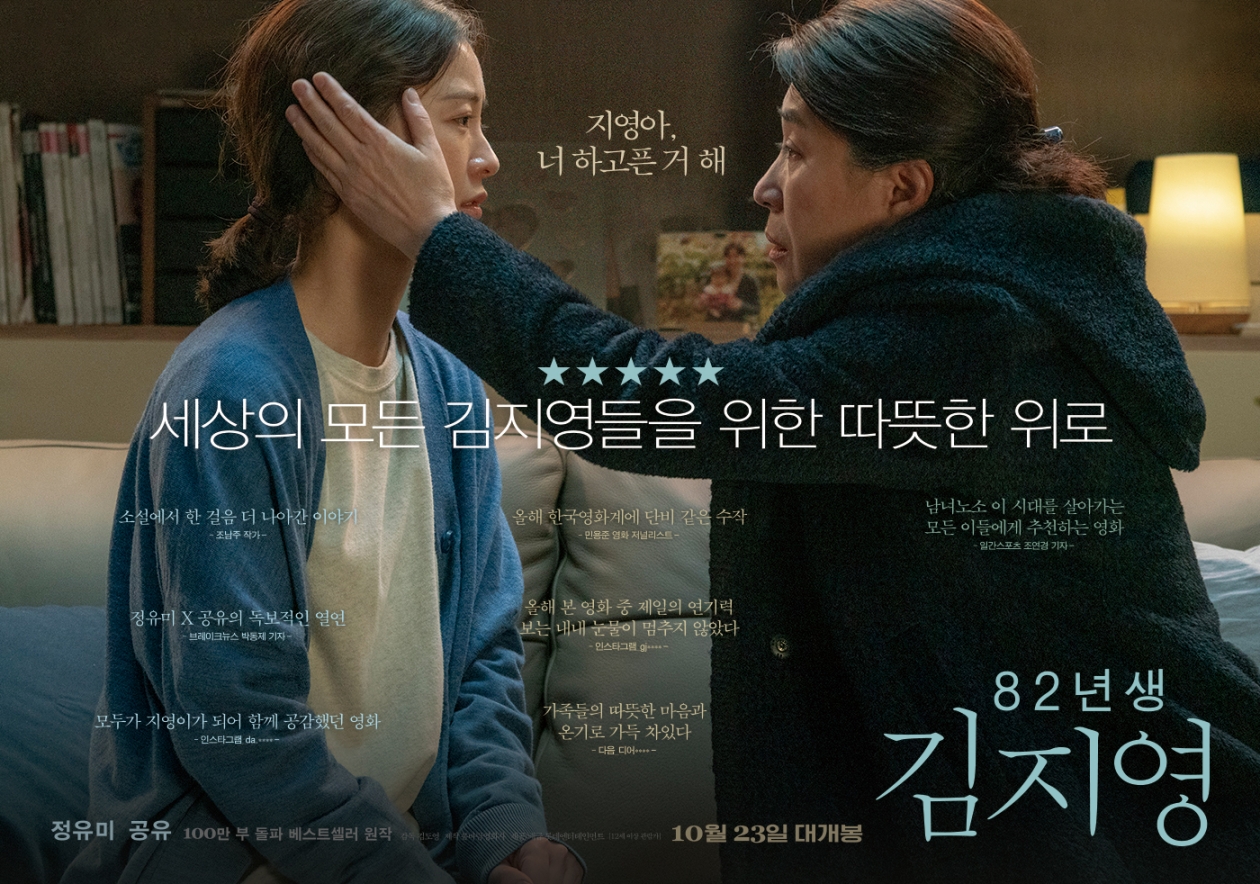 지영아,
너 하고픈 거 해
★★★★★
세상의 모든 김지영들을 위한 따뜻한 위로
소설에서 한 걸음 더 나아간 이야기
- 조남주 작가 -
올해 한국영화계에 단비 같은 수작
- 민용준 영화 저널리스트 -
남녀노소 이 시대를 살아가는
모든 이들에게 추천하는 영화
- 일간스포츠 조연경 기자 -
정유미 X 공유의 독보적인 열연
- 브레이크뉴스 박동제 기자 -
올해 본 영화 중 제일의 연기력
보는 내내 눈물이 멈추지 않았다
- 인스타그램 gj**** -
모두가 지영이가 되어 함께 공감했던 영화
- 인스타그램 da.**** -
가족들의 따뜻한 마음과
온기로 가득 차있다
- 다음 디어**** -
82년생
김지영
정유미 공유 100만 부 돌파 베스트셀러 원작 10월 23일 대개봉